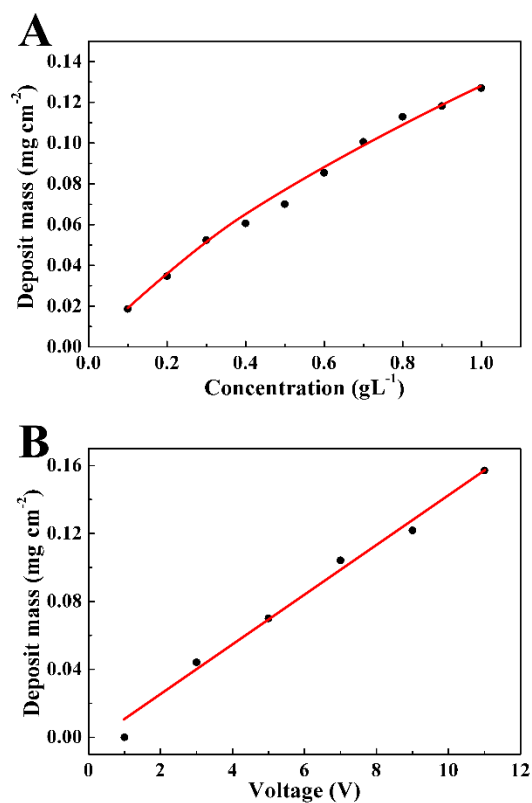 A
0.14
0.12
0.10
0.08
0.06
0.04
0.02
0.00
Deposit mass (mg cm⁻²)
0.0 0.2 0.4 0.6 0.8 1.0
Concentration (gL⁻¹)
B
0.16
0.12
0.08
0.04
0.00
Deposit mass (mg cm⁻²)
0 2 4 6 8 10 12
Voltage (V)